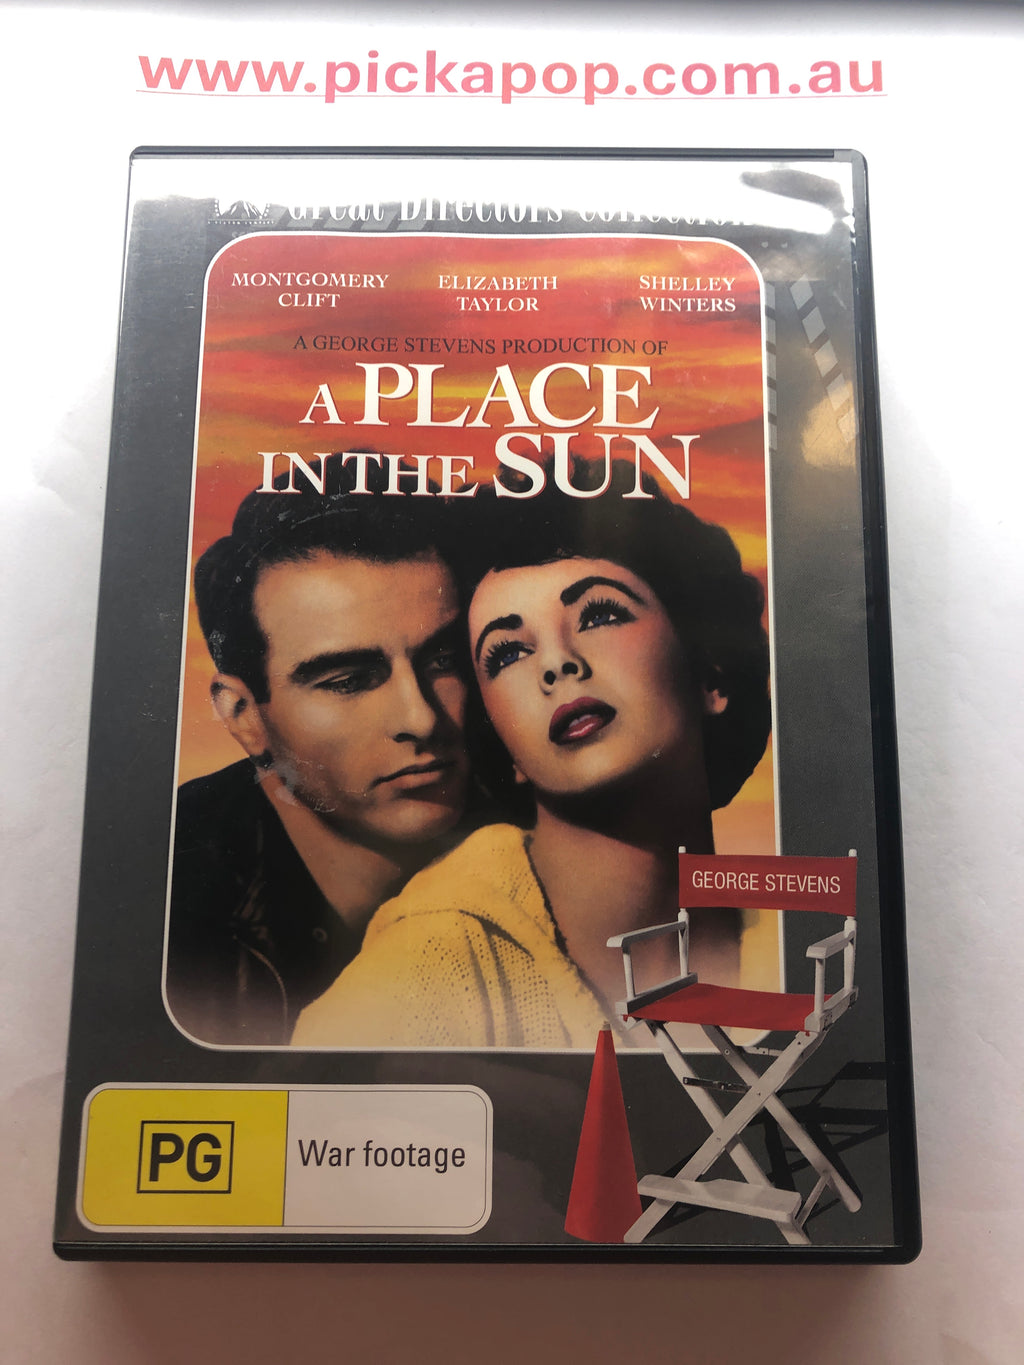 www.pickapop.com.au
Great Directors Collection
MONTGOMERY CLIFT
ELIZABETH TAYLOR
SHELLEY WINTERS
A GEORGE STEVENS PRODUCTION OF
A PLACE
IN THE SUN
GEORGE STEVENS
PG
War footage